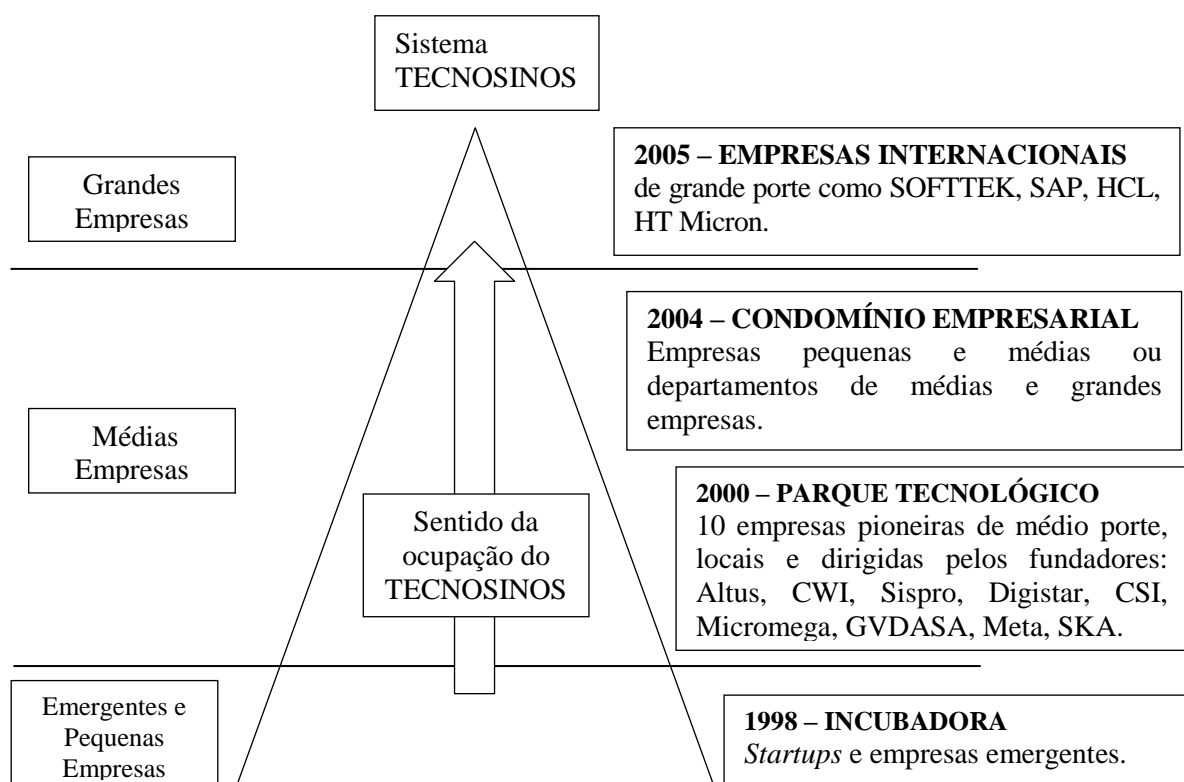 Sistema
TECNOSINOS
Grandes
Empresas
2005 – EMPRESAS INTERNACIONAIS
de grande porte como SOFTTEK, SAP, HCL,
HT Micron.
2004 – CONDOMÍNIO EMPRESARIAL
Empresas pequenas e médias ou
departamentos de médias e grandes
empresas.
Médias
Empresas
2000 – PARQUE TECNOLÓGICO
10 empresas pioneiras de médio porte,
locais e dirigidas pelos fundadores:
Altus, CWI, Sispro, Digistar, CSI,
Micromega, GVDASA, Meta, SKA.
Sentido da
ocupação do
TECNOSINOS
Emergentes e
Pequenas
Empresas
1998 – INCUBADORA
Startups e empresas emergentes.